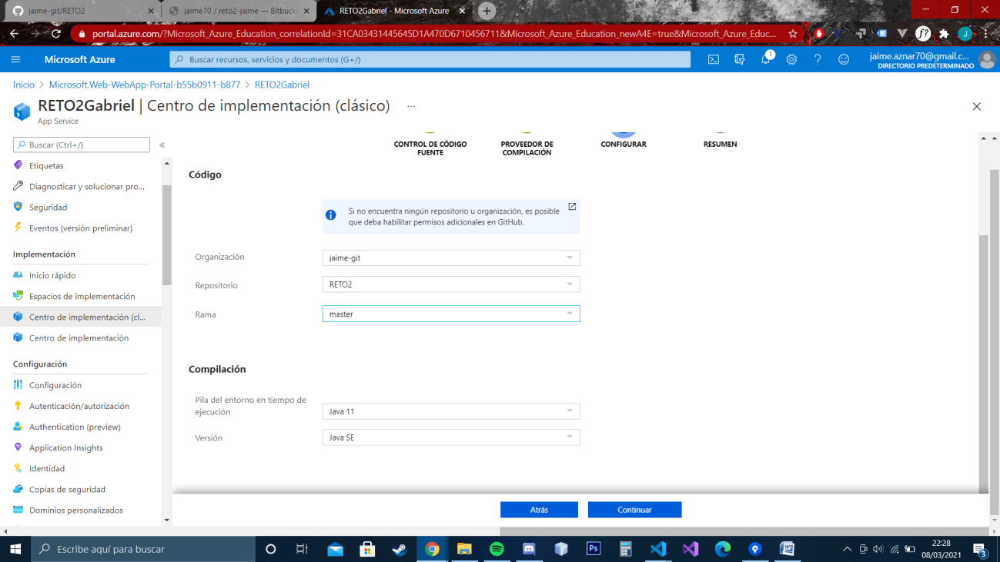 jaime-git/RETO2
jaime70 / reto2-jaime — Bitbuck
RETO2Gabriel - Microsoft Azure
portal.azure.com/?Microsoft_Azure_Education_correlationId=31CA03431445645D1A470D6710456711&Microsoft_Azure_Education_newA4E=true&Microsoft_Azure_Educ...
Microsoft Azure
Buscar recursos, servicios y documentos (G+/)
1
jaime.aznar70@gmail.c...
DIRECTORIO PREDETERMINADO
Inicio > Microsoft.Web-WebApp-Portal-b55b0911-b877 > RETO2Gabriel
RETO2Gabriel | Centro de implementación (clásico) ...
App Service
Buscar (Ctrl+/)
Etiquetas
Diagnosticar y solucionar pro...
Seguridad
Eventos (versión preliminar)
Implementación
Inicio rápido
Espacios de implementación
Centro de implementación (cl...
Centro de implementación
Configuración
Configuración
Autenticación/autorización
Authentication (preview)
Application Insights
Identidad
Copias de seguridad
Dominios personalizados
CONTROL DE CÓDIGO
FUENTE
PROVEEDOR DE
COMPILACIÓN
CONFIGURAR
RESUMEN
Código
Si no encuentra ningún repositorio u organización, es posible
que deba habilitar permisos adicionales en GitHub.
Organización
jaime-git
Repositorio
RETO2
Rama
master
Compilación
Pila del entorno en tiempo de
ejecución
Java 11
Versión
Java SE
Atrás
Continuar
Escribe aquí para buscar
Ps
22:28
08/03/2021
3